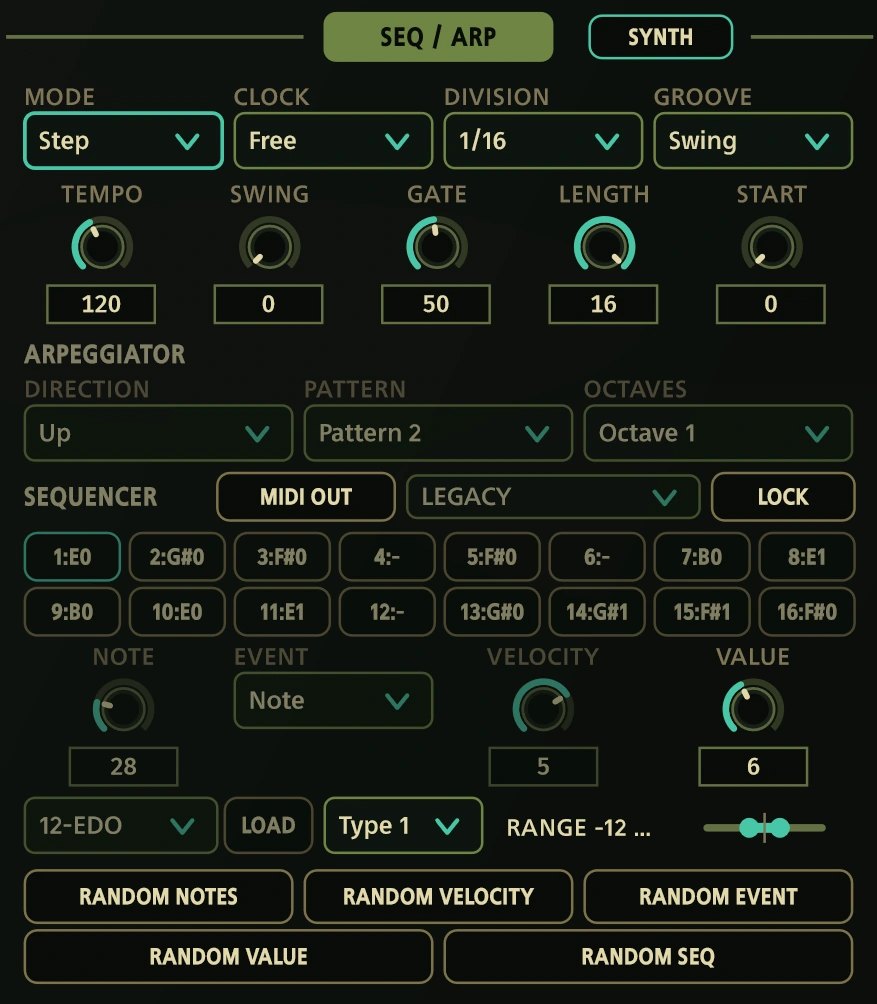 SEQ / ARP SYNTH
MODE CLOCK DIVISION GROOVE
Step Free 1/16 Swing
TEMPO SWING GATE LENGTH START
120 0 50 16 0
ARPEGGIATOR
DIRECTION PATTERN OCTAVES
Up Pattern 2 Octave 1
SEQUENCER MIDI OUT LEGACY LOCK
1:E0 2:G#0 3:F#0 4:– 5:F#0 6:– 7:B0 8:E1
9:B0 10:E0 11:E1 12:– 13:G#0 14:G#1 15:F#1 16:F#0
NOTE EVENT VELOCITY VALUE
Note
28 5 6
12-EDO LOAD Type 1 RANGE -12 ...
RANDOM NOTES RANDOM VELOCITY RANDOM EVENT
RANDOM VALUE RANDOM SEQ